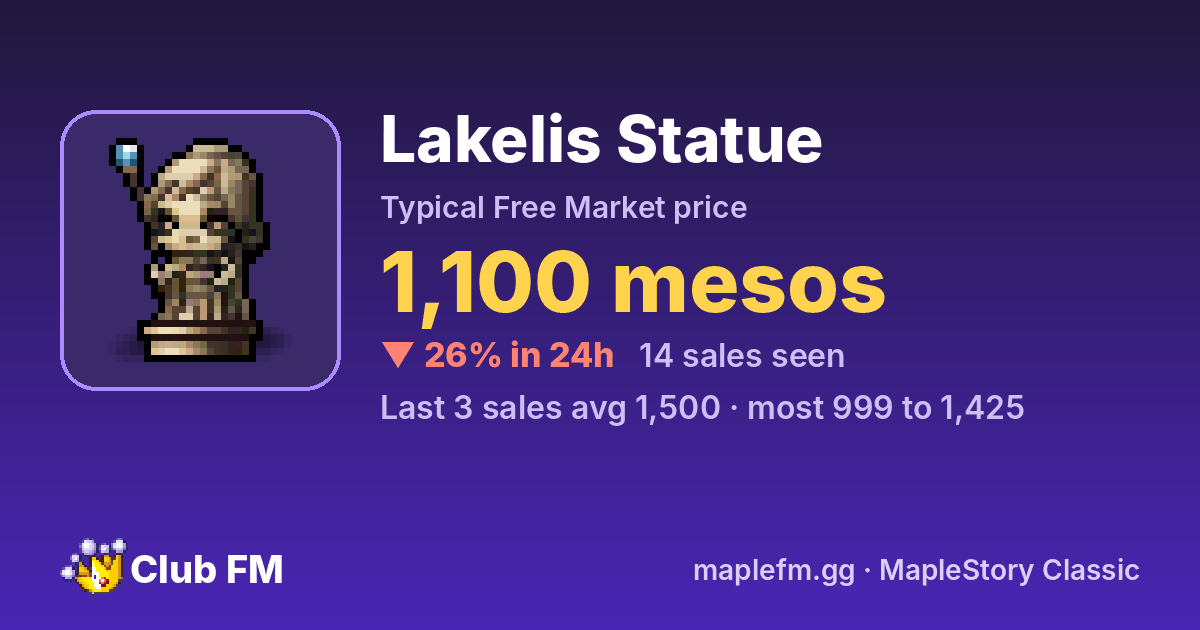 Lakelis Statue
Typical Free Market price
1,100 mesos
▼ 26% in 24h 14 sales seen
Last 3 sales avg 1,500 · most 999 to 1,425
Club FM
maplefm.gg · MapleStory Classic